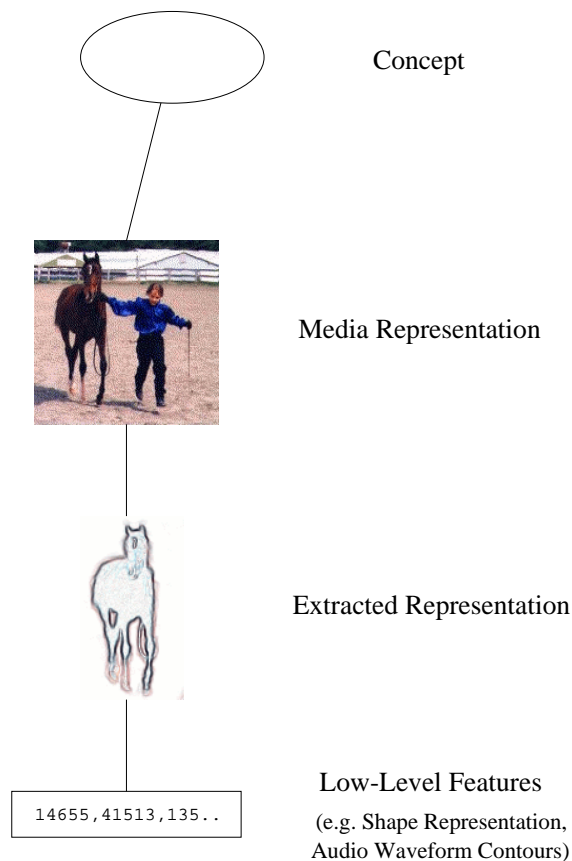 Concept
Media Representation
Extracted Representation
Low-Level Features
14655,41513,135..
(e.g. Shape Representation,
Audio Waveform Contours)